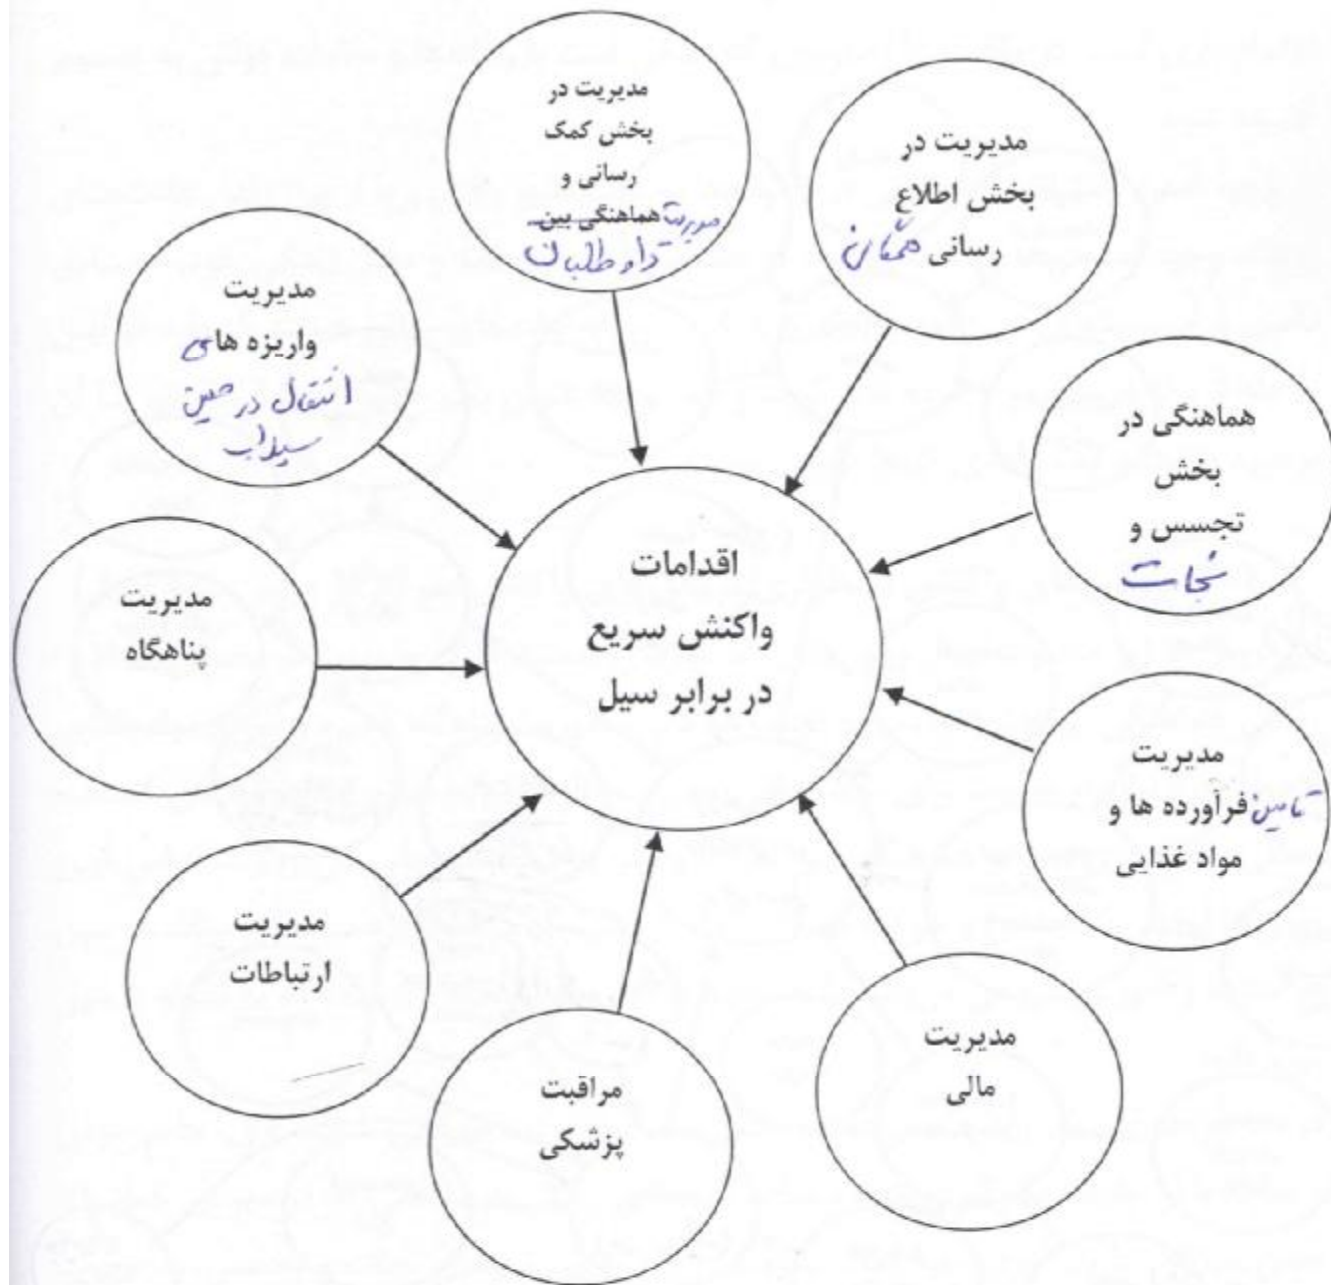 مدیریت در
بخش کمک
رسانی و
هماهنگی بین مدیریت
داوطلبان
مدیریت در
بخش اطلاع
رسانی همگانی
مدیریت
واریزه های
انتقال در حین
سیلاب
هماهنگی در
بخش
تجسس و
نجات
اقدامات
واکنش سریع
در برابر سیل
مدیریت
پناهگاه
مدیریت
تامین فرآورده ها و
مواد غذایی
مدیریت
ارتباطات
مدیریت
مالی
مراقبت
پزشکی